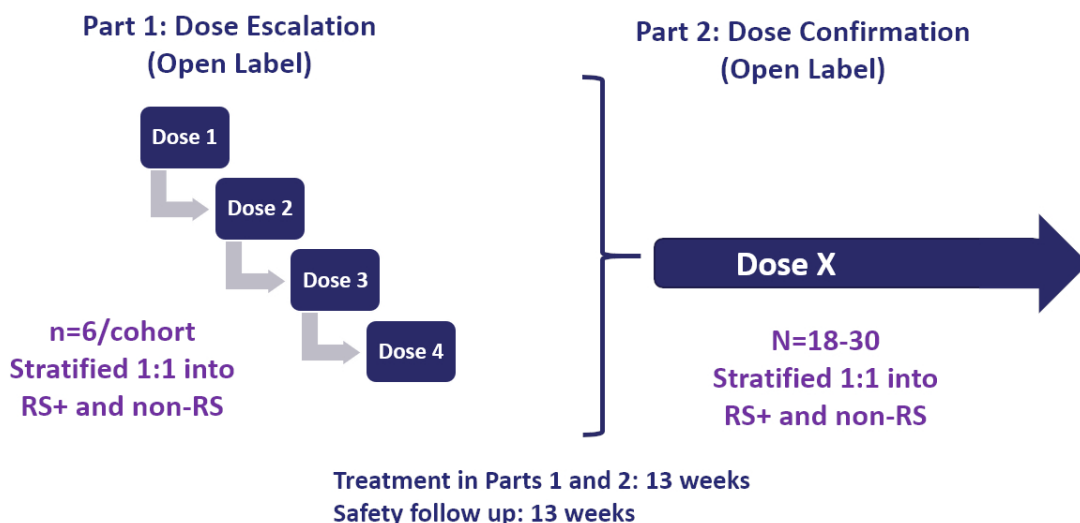 Part 1: Dose Escalation
(Open Label)
Dose 1
Dose 2
Dose 3
Dose 4
n=6/cohort
Stratified 1:1 into
RS+ and non-RS
Part 2: Dose Confirmation
(Open Label)
Dose X
N=18-30
Stratified 1:1 into
RS+ and non-RS
Treatment in Parts 1 and 2: 13 weeks
Safety follow up: 13 weeks